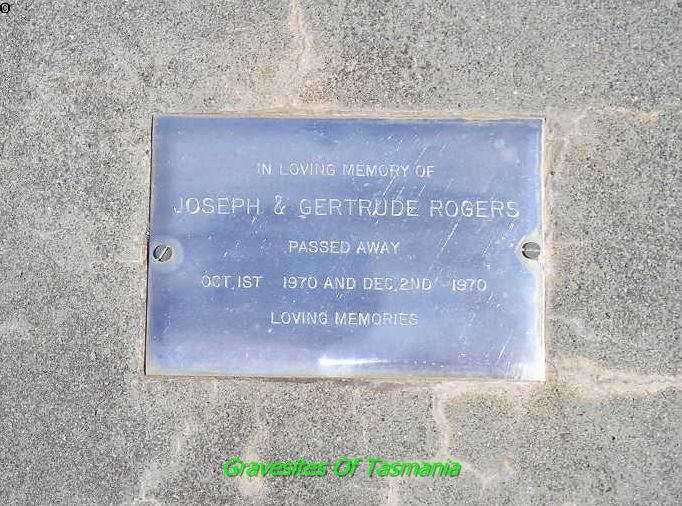 IN LOVING MEMORY OF
JOSEPH & GERTRUDE ROGERS
PASSED AWAY
OCT. 1ST 1970 AND DEC. 2ND 1970
LOVING MEMORIES
Gravesites Of Tasmania